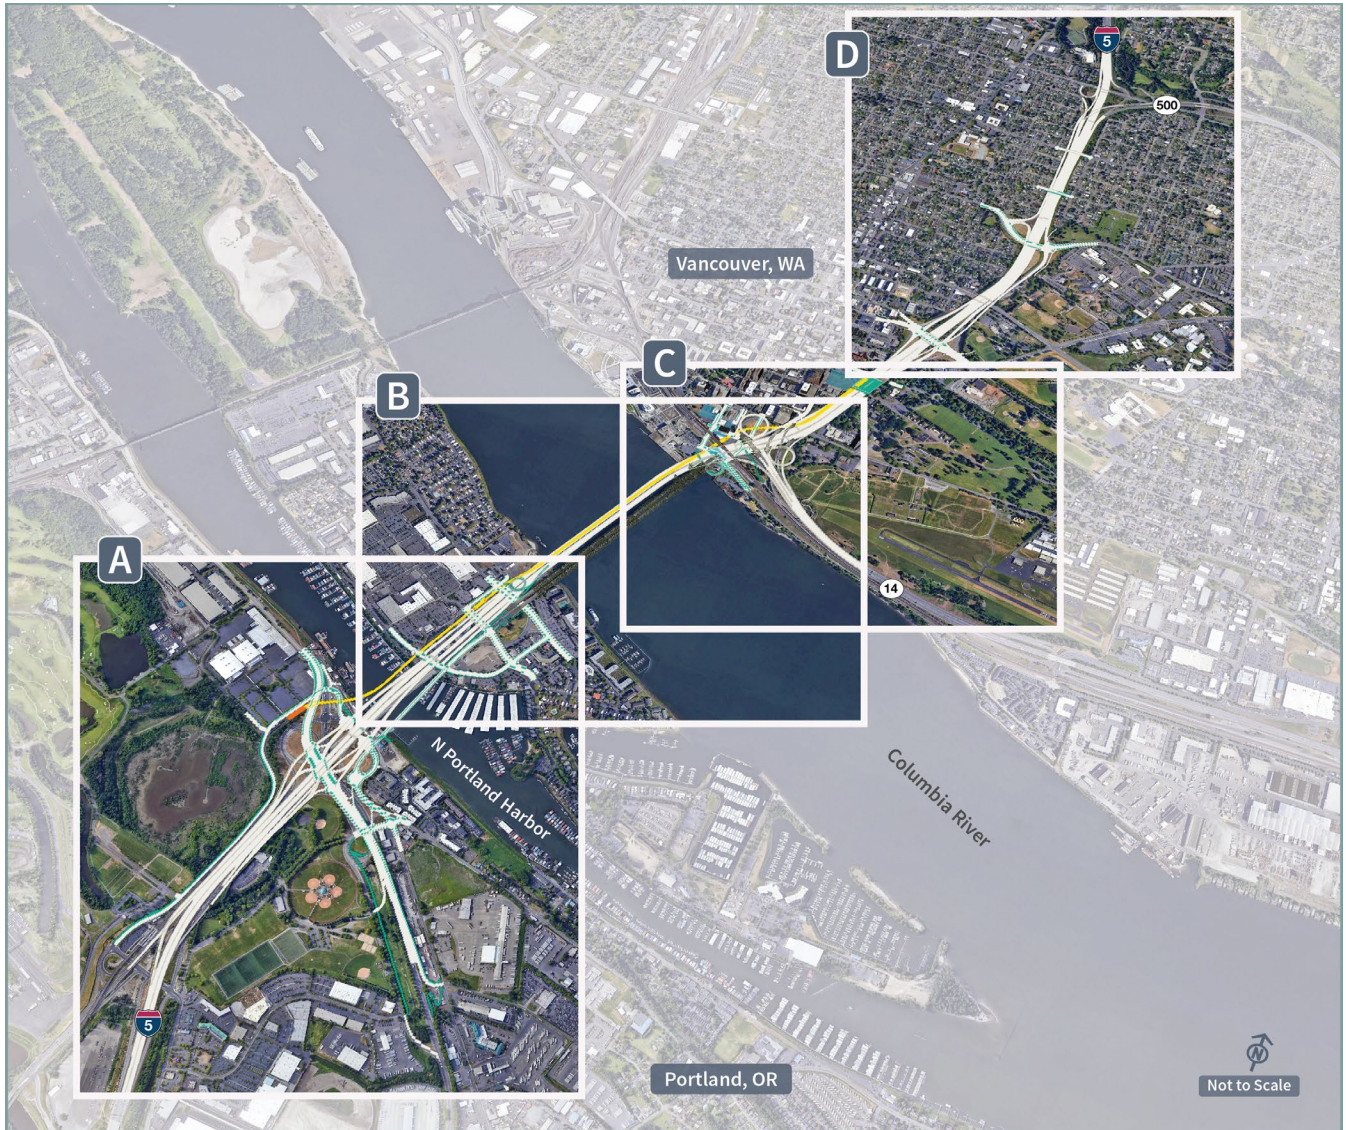 D
5
500
Vancouver, WA
C
B
A
14
N Portland Harbor
Columbia River
5
N
Portland, OR
Not to Scale